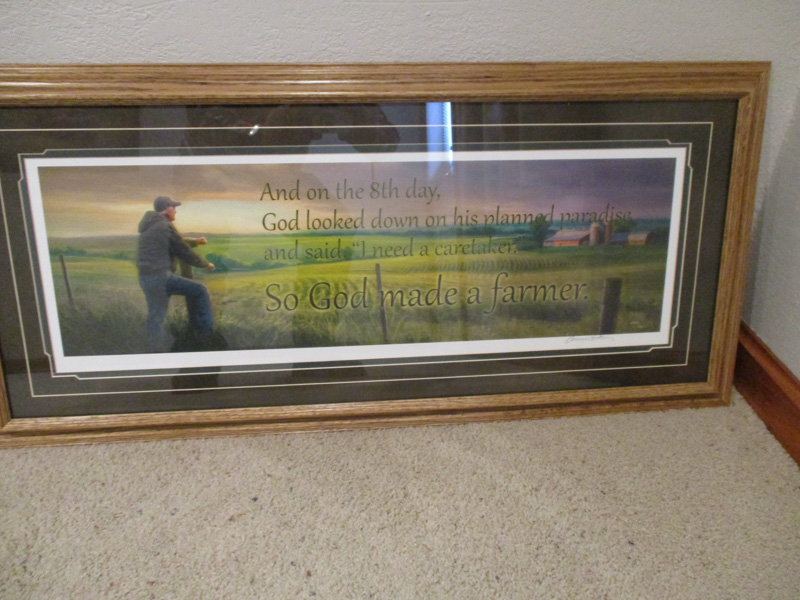 And on the 8th day,
God looked down on his planned paradise
and said, "I need a caretaker."
So God made a farmer.